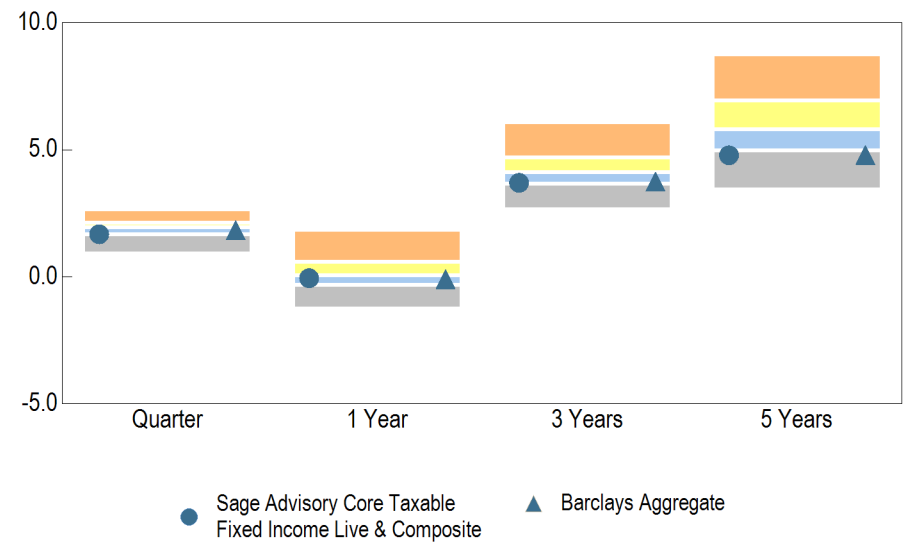 10.0
5.0
0.0
-5.0
Quarter
1 Year
3 Years
5 Years
Sage Advisory Core Taxable
Fixed Income Live & Composite
Barclays Aggregate